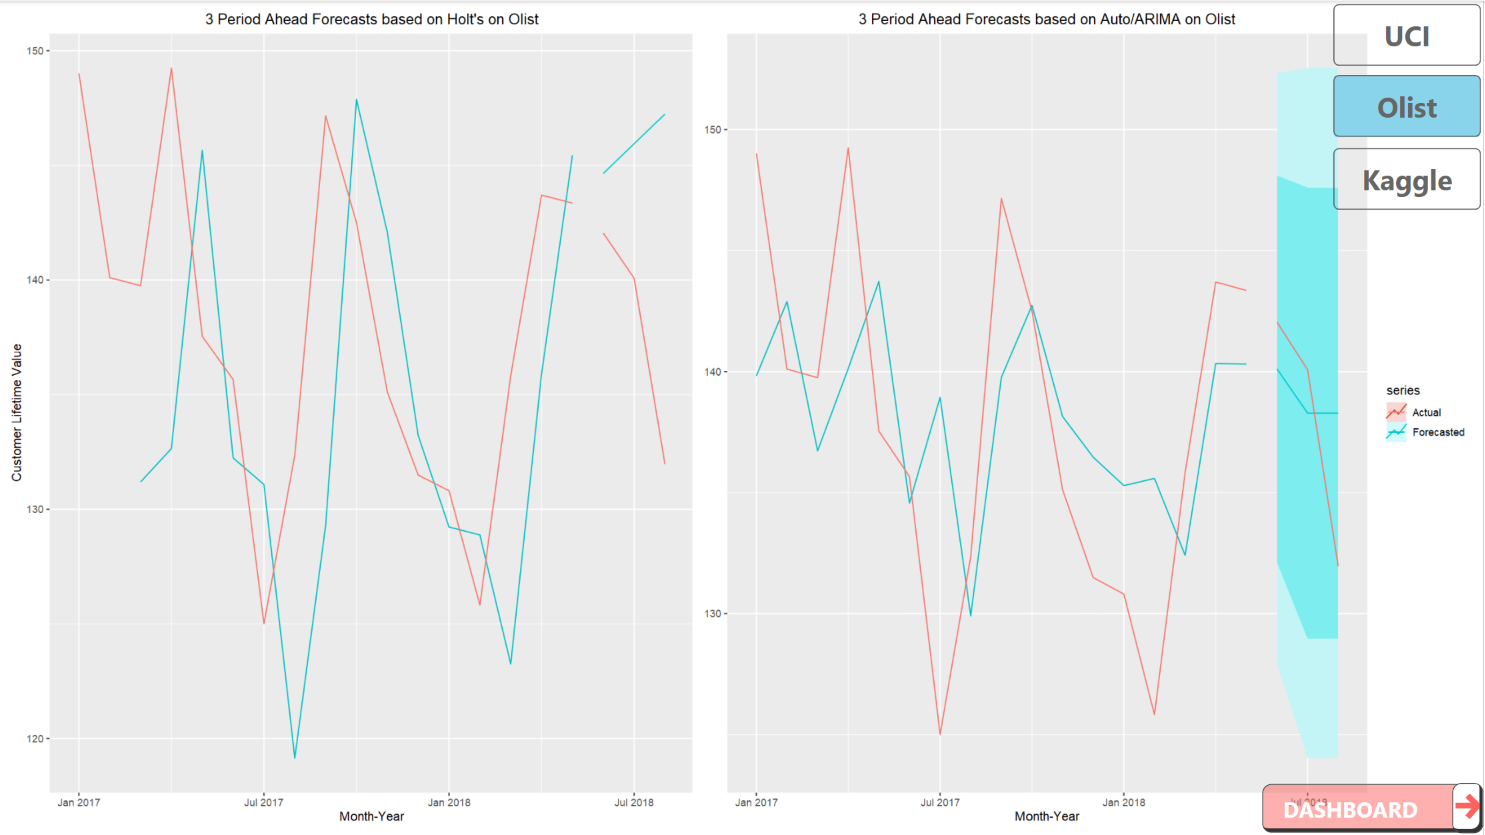 3 Period Ahead Forecasts based on Holt's on Olist
3 Period Ahead Forecasts based on Auto/ARIMA on Olist
UCI
Olist
Kaggle
Customer Lifetime Value
150
140
130
120
Jan 2017
Jul 2017
Jan 2018
Jul 2018
Month-Year
150
140
130
Jan 2017
Jul 2017
Jan 2018
Jul 2018
Month-Year
series
Actual
Forecasted
DASHBOARD